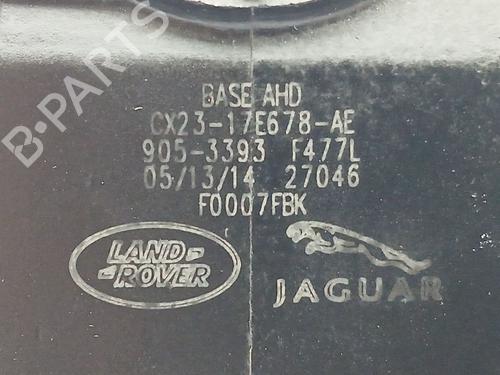 BASE AHD
CX23-17E678-AE
905-3393 F477L
05/13/14 27046
F0007FBK
LAND-
-ROVER
JAGUAR
B-PARTS